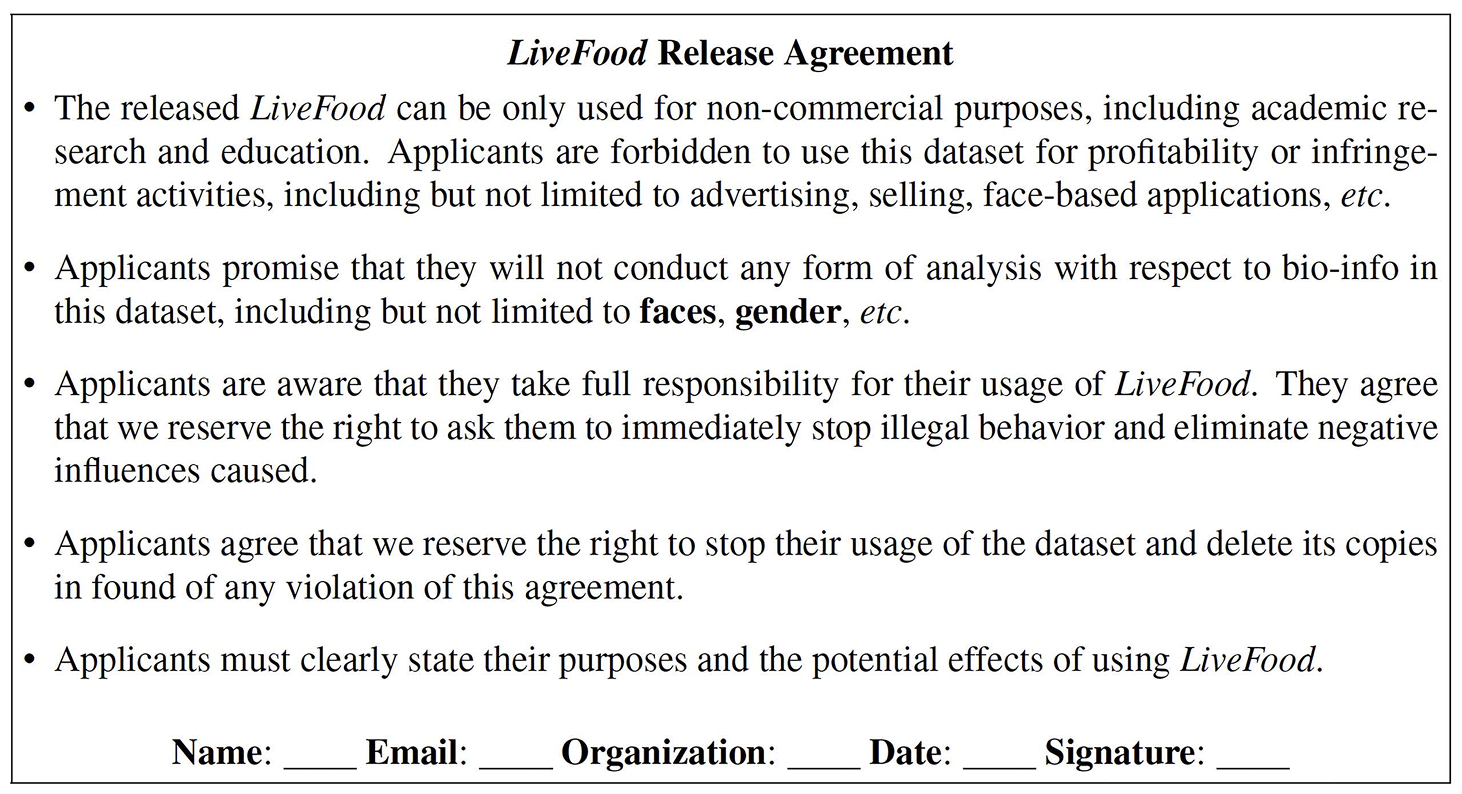 LiveFood Release Agreement
• The released LiveFood can be only used for non-commercial purposes, including academic re-
search and education. Applicants are forbidden to use this dataset for profitability or infringe-
ment activities, including but not limited to advertising, selling, face-based applications, etc.
• Applicants promise that they will not conduct any form of analysis with respect to bio-info in
this dataset, including but not limited to faces, gender, etc.
• Applicants are aware that they take full responsibility for their usage of LiveFood. They agree
that we reserve the right to ask them to immediately stop illegal behavior and eliminate negative
influences caused.
• Applicants agree that we reserve the right to stop their usage of the dataset and delete its copies
in found of any violation of this agreement.
• Applicants must clearly state their purposes and the potential effects of using LiveFood.
Name: ____ Email: ____ Organization: ____ Date: ____ Signature: ____